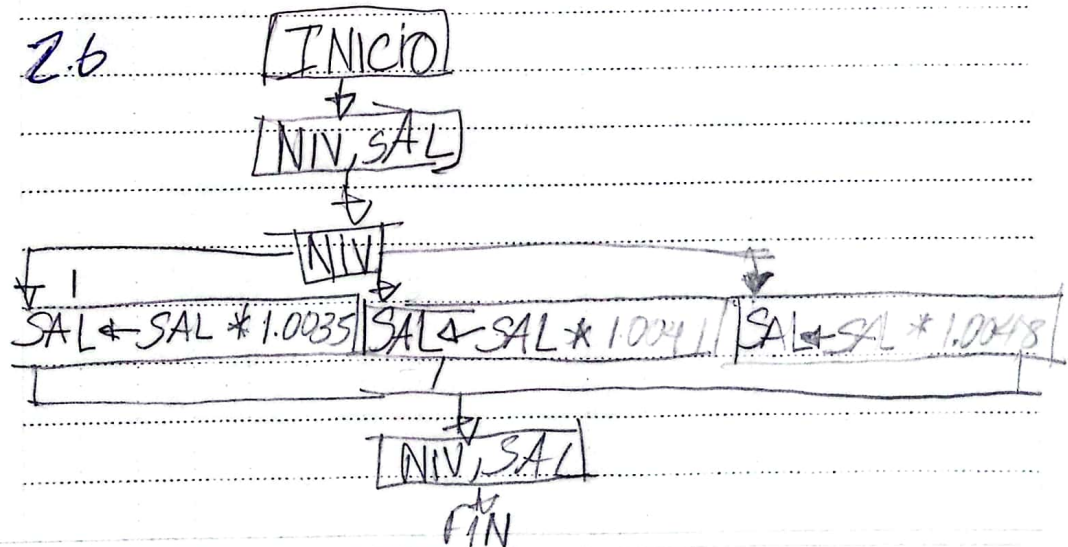 2.6
INICIO
NIV, SAL
NIV
1
SAL ← SAL * 1.0035
SAL ← SAL * 1.0041
SAL ← SAL * 1.0048
NIV, SAL
FIN